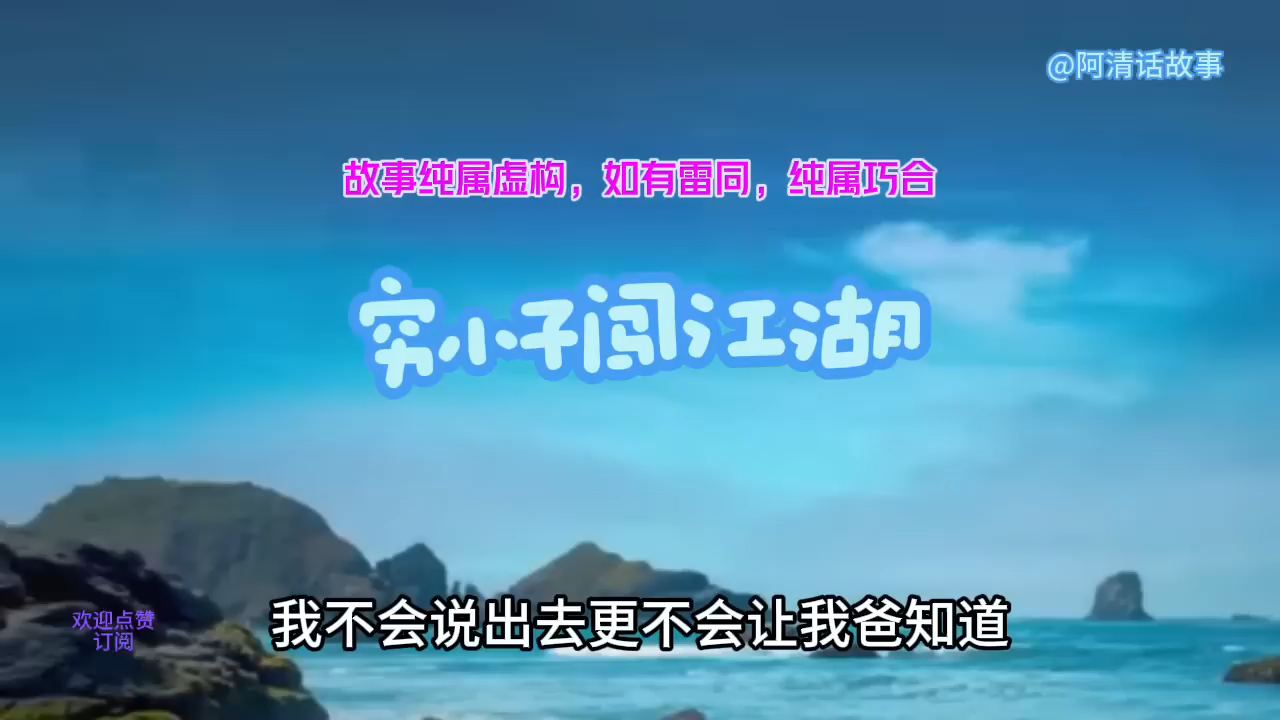 @阿清话故事
故事纯属虚构，如有雷同，纯属巧合
穷小子闯江湖
欢迎点赞
订阅
我不会说出去更不会让我爸知道